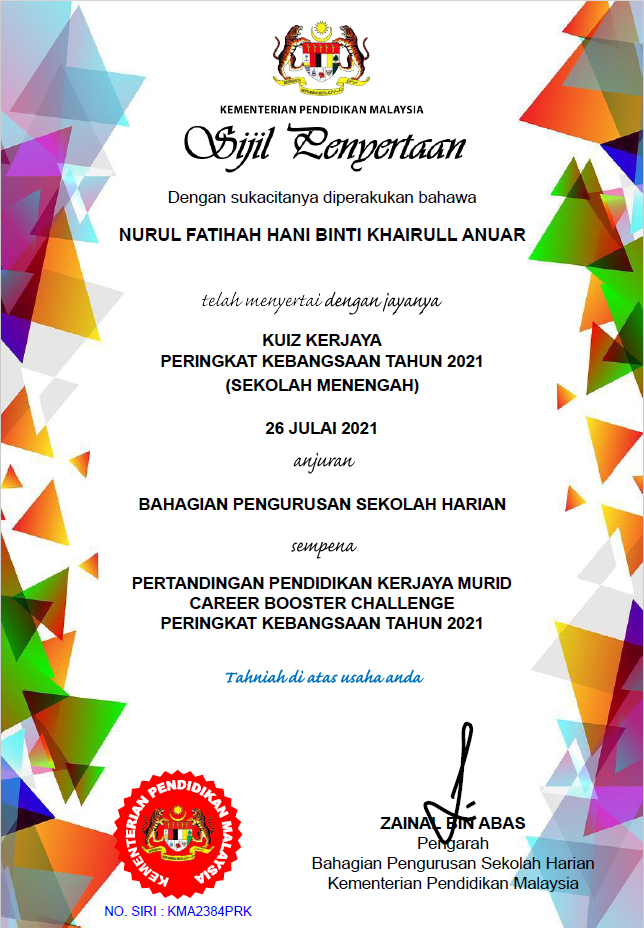 KEMENTERIAN PENDIDIKAN MALAYSIA
Sijil Penyertaan
Dengan sukacitanya diperakukan bahawa
NURUL FATIHAH HANI BINTI KHAIRULL ANUAR
telah menyertai dengan jayanya
KUIZ KERJAYA
PERINGKAT KEBANGSAAN TAHUN 2021
(SEKOLAH MENENGAH)
26 JULAI 2021
anjuran
BAHAGIAN PENGURUSAN SEKOLAH HARIAN
sempena
PERTANDINGAN PENDIDIKAN KERJAYA MURID
CAREER BOOSTER CHALLENGE
PERINGKAT KEBANGSAAN TAHUN 2021
Tahniah di atas usaha anda
KEMENTERIAN PENDIDIKAN MALAYSIA
NO. SIRI : KMA2384PRK
ZAINAL BIN ABAS
Pengarah
Bahagian Pengurusan Sekolah Harian
Kementerian Pendidikan Malaysia